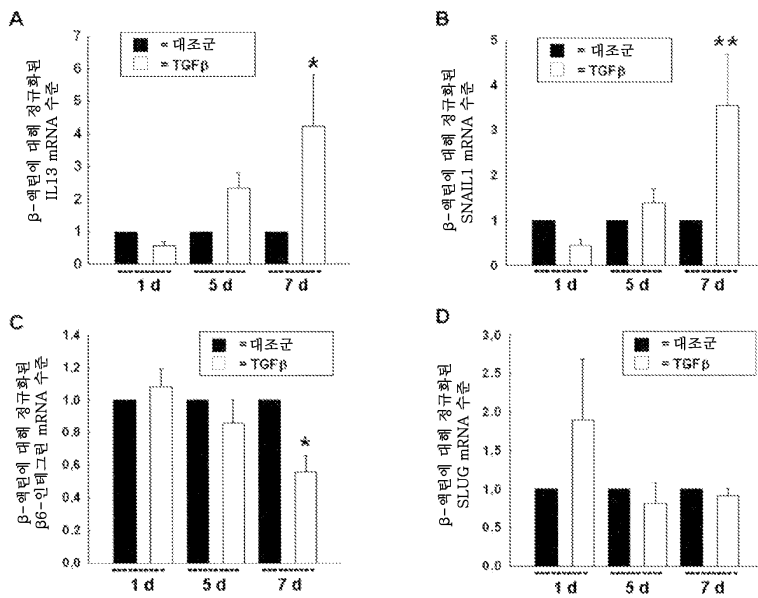 A
β-액틴에 대해 정규화된
IL13 mRNA 수준
7
6
5
4
3
2
1
0
= 대조군
= TGFβ
*
1 d
5 d
7 d
B
β-액틴에 대해 정규화된
SNAIL1 mRNA 수준
5
4
3
2
1
0
= 대조군
= TGFβ
**
1 d
5 d
7 d
C
β-액틴에 대해 정규화된
β6-인테그린 mRNA 수준
1.4
1.2
1.0
0.8
0.6
0.4
0.2
0.0
= 대조군
= TGFβ
*
1 d
5 d
7 d
D
β-액틴에 대해 정규화된
SLUG mRNA 수준
3.0
2.5
2.0
1.5
1.0
0.5
0.0
= 대조군
= TGFβ
1 d
5 d
7 d